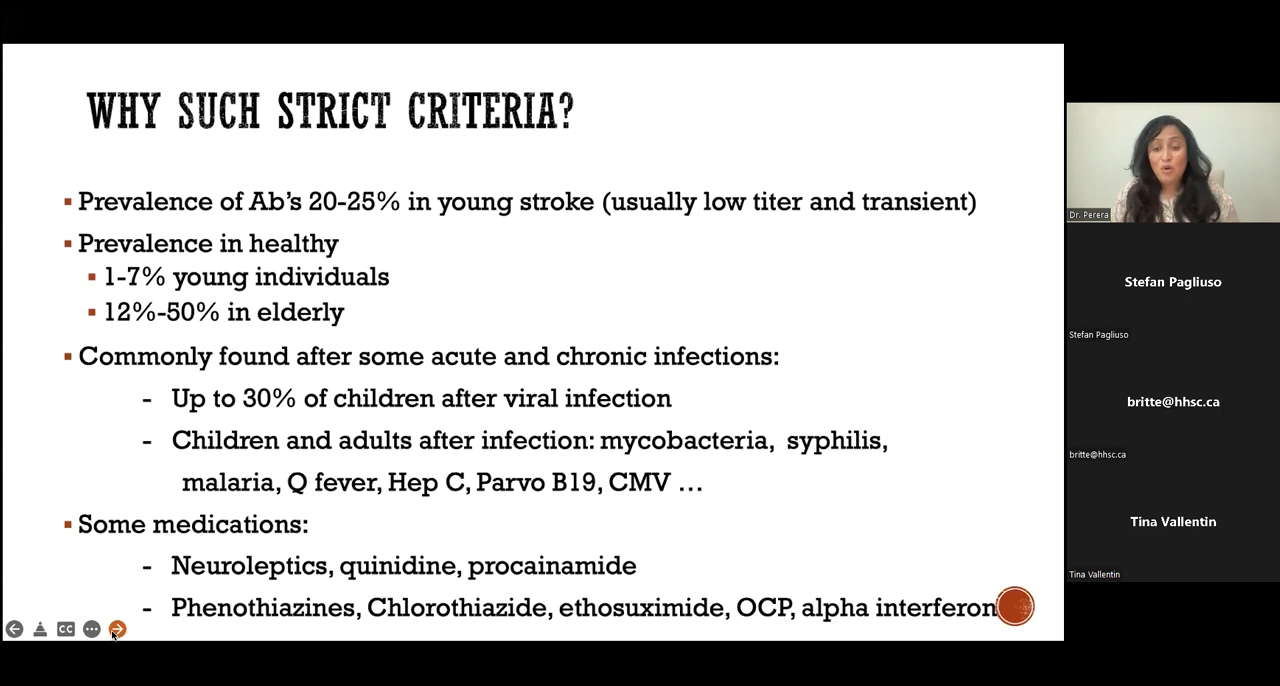 WHY SUCH STRICT CRITERIA?
▪ Prevalence of Ab's 20-25% in young stroke (usually low titer and transient)
▪ Prevalence in healthy
▪ 1-7% young individuals
▪ 12%-50% in elderly
▪ Commonly found after some acute and chronic infections:
- Up to 30% of children after viral infection
- Children and adults after infection: mycobacteria, syphilis,
malaria, Q fever, Hep C, Parvo B19, CMV ...
▪ Some medications:
- Neuroleptics, quinidine, procainamide
- Phenothiazines, Chlorothiazide, ethosuximide, OCP, alpha interferon
CC
Dr. Perera
Stefan Pagliuso
Stefan Pagliuso
britte@hhsc.ca
britte@hhsc.ca
Tina Vallentin
Tina Vallentin